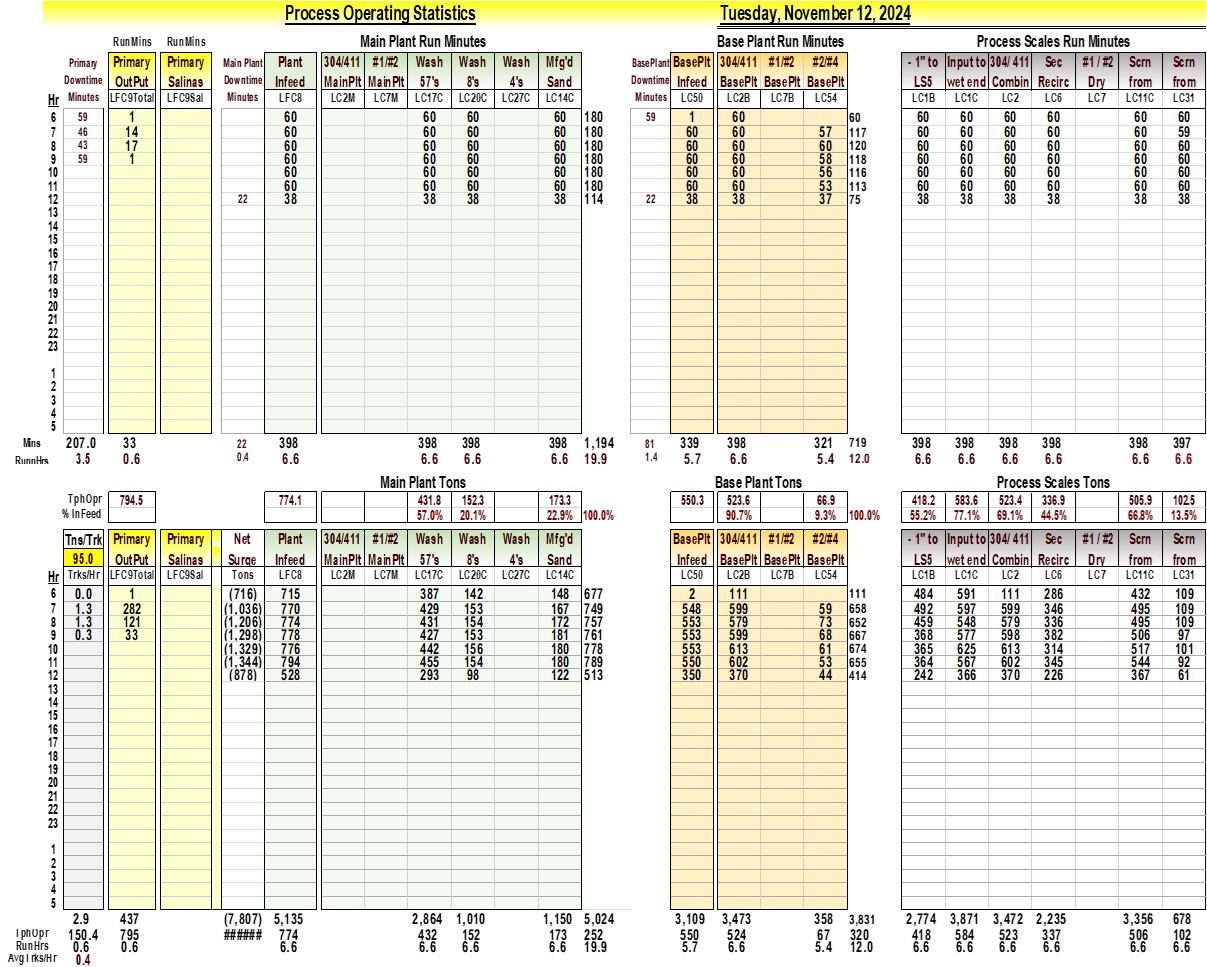 Process Operating Statistics Tuesday, November 12, 2024
RunMins RunMins Main Plant Run Minutes Base Plant Run Minutes Process Scales Run Minutes
Primary Primary Primary Main Plant Plant 304/411 #1/#2 Wash Wash Wash Mfg'd BasePlant BasePlt 304/411 #1/#2 #2/#4 - 1" to Input to 304/ 411 Sec #1 / #2 Scrn Scrn
Downtime OutPut Salinas Downtime Infeed MainPlt MainPlt 57's 8's 4's Sand Downtime Infeed BasePlt BasePlt BasePlt LS5 wet end Combin Recirc Dry from from
Hr Minutes LFC9Total LFC9Sal Minutes LFC8 LC2M LC7M LC17C LC20C LC27C LC14C Minutes LC50 LC2B LC7B LC54 LC1B LC1C LC2 LC6 LC7 LC11C LC31
6 59 1 60 60 60 60 180 59 1 60 60 60 60 60 60 60 60
7 46 14 60 60 60 60 180 60 60 57 117 60 60 60 60 60 59
8 43 17 60 60 60 60 180 60 60 60 120 60 60 60 60 60 60
9 59 1 60 60 60 60 180 60 60 58 118 60 60 60 60 60 60
10 60 60 60 60 180 60 60 56 116 60 60 60 60 60 60
11 60 60 60 60 180 60 60 53 113 60 60 60 60 60 60
12 22 38 38 38 38 114 22 38 38 37 75 38 38 38 38 38 38
13
14
15
16
17
18
19
20
21
22
23
1
2
3
4
5
Mins 207.0 33 22 398 398 398 398 1,194 81 339 398 321 719 398 398 398 398 398 397
RunnHrs 3.5 0.6 0.4 6.6 6.6 6.6 6.6 19.9 1.4 5.7 6.6 5.4 12.0 6.6 6.6 6.6 6.6 6.6 6.6
Main Plant Tons Base Plant Tons Process Scales Tons
TphOpr 794.5 774.1 431.8 152.3 173.3 550.3 523.6 66.9 418.2 583.6 523.4 336.9 505.9 102.5
% InFeed 57.0% 20.1% 22.9% 100.0% 90.7% 9.3% 100.0% 55.2% 77.1% 69.1% 44.5% 66.8% 13.5%
Tns/Trk Primary Primary Net Plant 304/411 #1/#2 Wash Wash Wash Mfg'd BasePlt 304/411 #1/#2 #2/#4 - 1" to Input to 304/ 411 Sec #1 / #2 Scrn Scrn
95.0 OutPut Salinas Surge Infeed MainPlt MainPlt 57's 8's 4's Sand Infeed BasePlt BasePlt BasePlt LS5 wet end Combin Recirc Dry from from
Hr Trks/Hr LFC9Total LFC9Sal Tons LFC8 LC2M LC7M LC17C LC20C LC27C LC14C LC50 LC2B LC7B LC54 LC1B LC1C LC2 LC6 LC7 LC11C LC31
6 0.0 1 (716) 715 387 142 148 677 2 111 111 484 591 111 286 432 109
7 1.3 282 (1,036) 770 429 153 167 749 548 599 59 658 492 597 599 346 495 109
8 1.3 121 (1,206) 774 431 154 172 757 553 579 73 652 459 548 579 336 495 109
9 0.3 33 (1,298) 778 427 153 181 761 553 599 68 667 368 577 598 382 506 97
10 (1,329) 776 442 156 180 778 553 613 61 674 365 625 613 314 517 101
11 (1,344) 794 455 154 180 789 550 602 53 655 364 567 602 345 544 92
12 (878) 528 293 98 122 513 350 370 44 414 242 366 370 226 367 61
13
14
15
16
17
18
19
20
21
22
23
1
2
3
4
5
2.9 437 (7,807) 5,135 2,864 1,010 1,150 5,024 3,109 3,473 358 3,831 2,774 3,871 3,472 2,235 3,356 678
TphOpr 150.4 795 ###### 774 432 152 173 252 550 524 67 320 418 584 523 337 506 102
RunHrs 0.6 0.6 6.6 6.6 6.6 6.6 19.9 5.7 6.6 5.4 12.0 6.6 6.6 6.6 6.6 6.6 6.6
AvgTrks/Hr 0.4